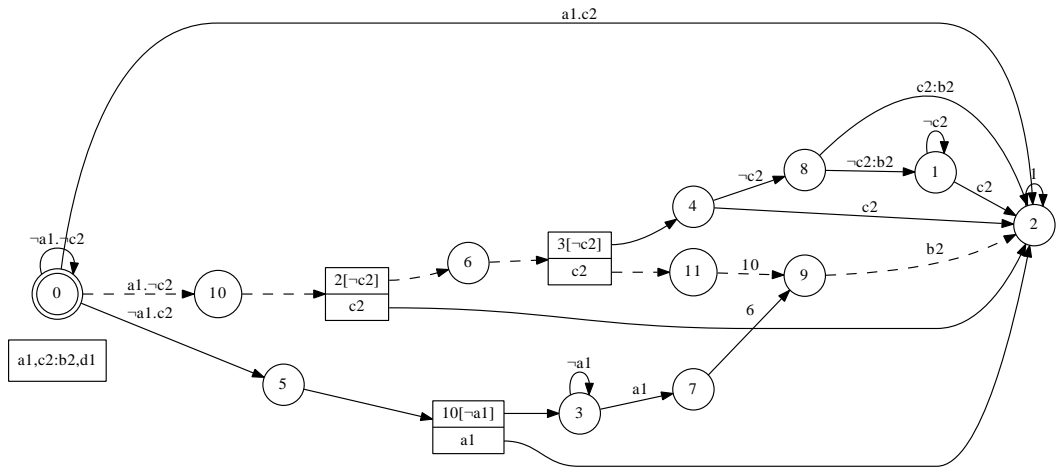 a1.c2
c2:b2
¬c2
¬c2
¬c2:b2
8
1
c2
1
4
c2
2
¬a1.¬c2
3[¬c2]
c2
6
b2
11
10
9
0
a1.¬c2
10
2[¬c2]
c2
¬a1.c2
6
a1,c2:b2,d1
¬a1
5
a1
7
10[¬a1]
a1
3